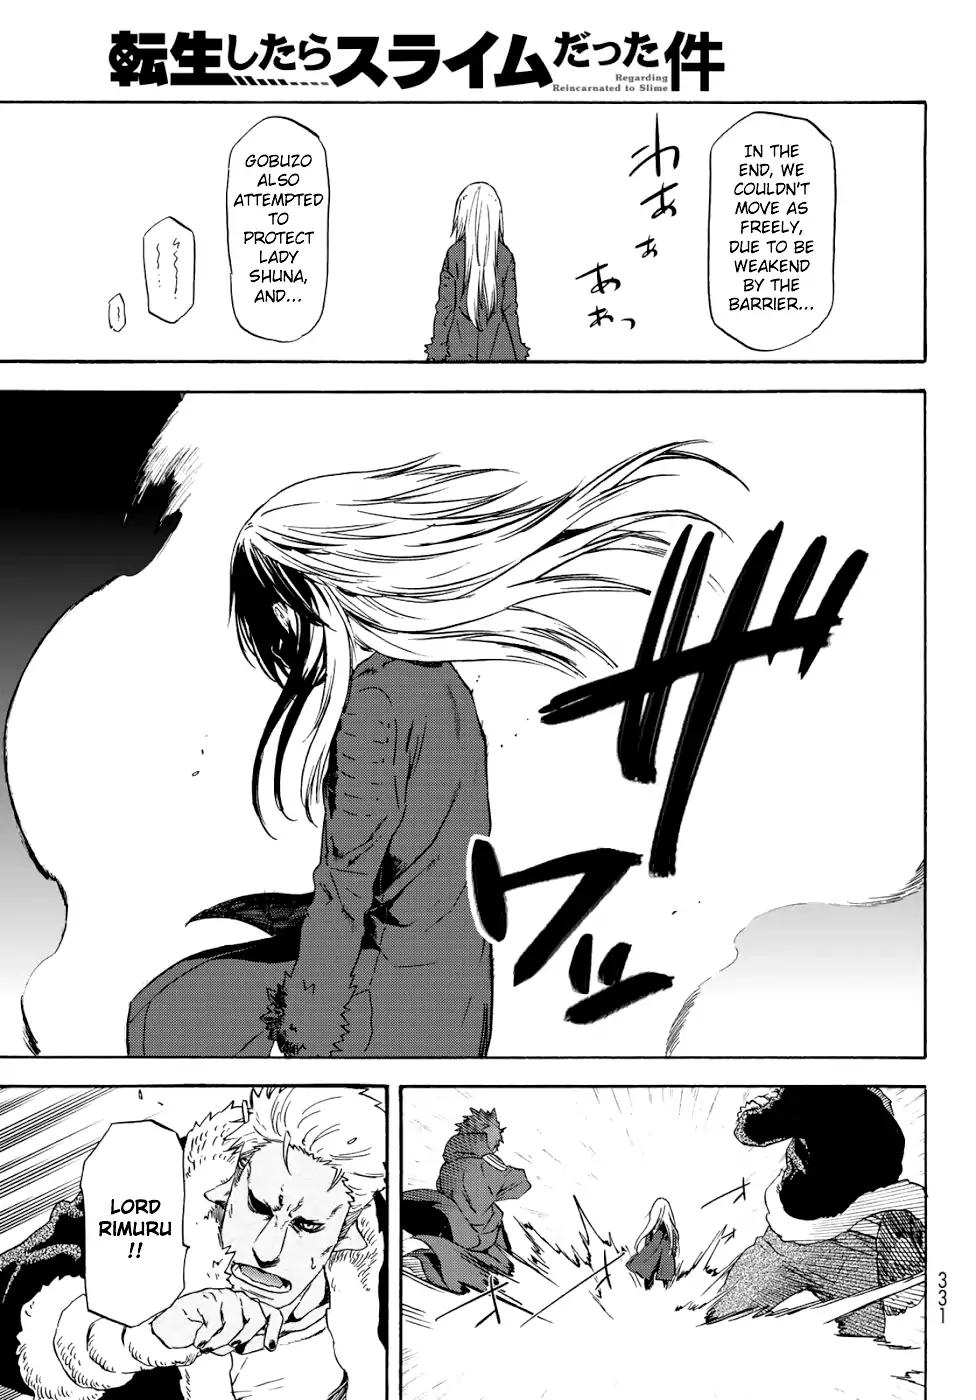 転生したらスライムだった件
Regarding
Reincarnated to Slime
IN THE
END, WE
COULDN'T
MOVE AS
FREELY,
DUE TO BE
WEAKEND
BY THE
BARRIER...
わぁぁぁぁっ
GOBUZO
ALSO
ATTEMPTED
TO
PROTECT
LADY
SHUNA,
AND...
ザワッ
LORD
RIMURU
!!
331